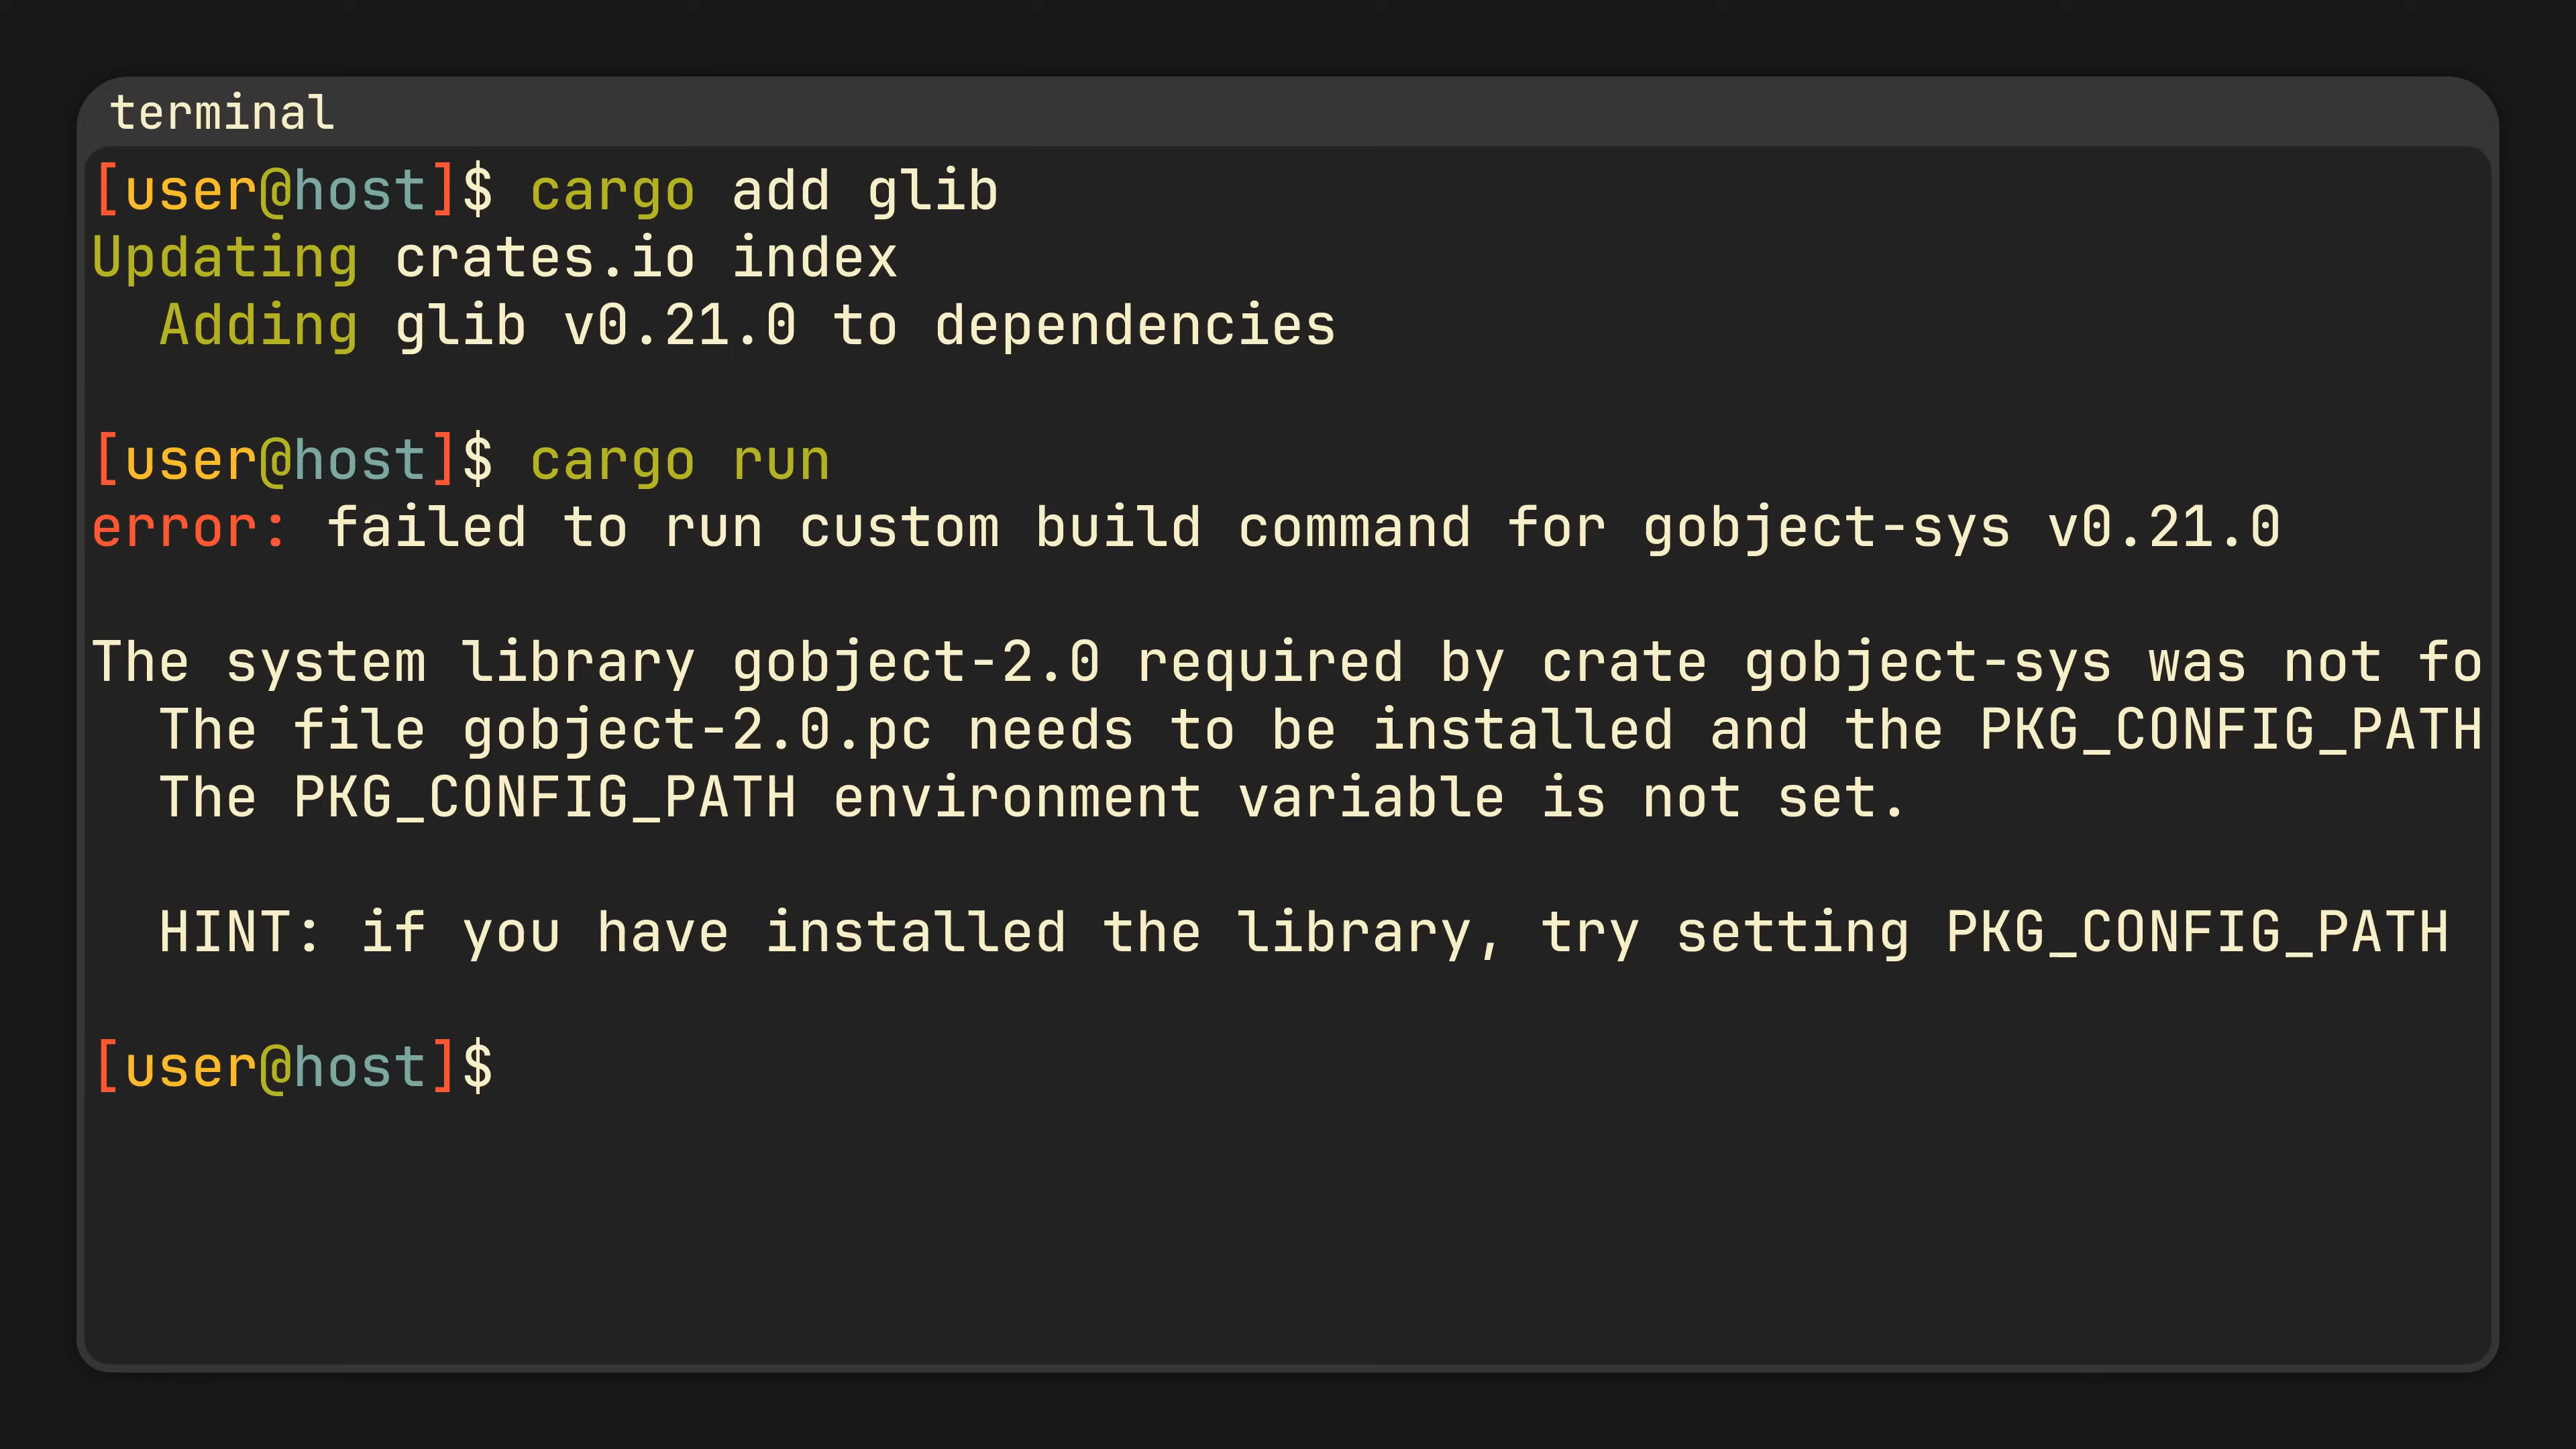 terminal
[user@host]$ cargo add glib
Updating crates.io index
Adding glib v0.21.0 to dependencies
[user@host]$ cargo run
error: failed to run custom build command for gobject-sys v0.21.0
The system library gobject-2.0 required by crate gobject-sys was not fo
The file gobject-2.0.pc needs to be installed and the PKG_CONFIG_PATH
The PKG_CONFIG_PATH environment variable is not set.
HINT: if you have installed the library, try setting PKG_CONFIG_PATH
[user@host]$